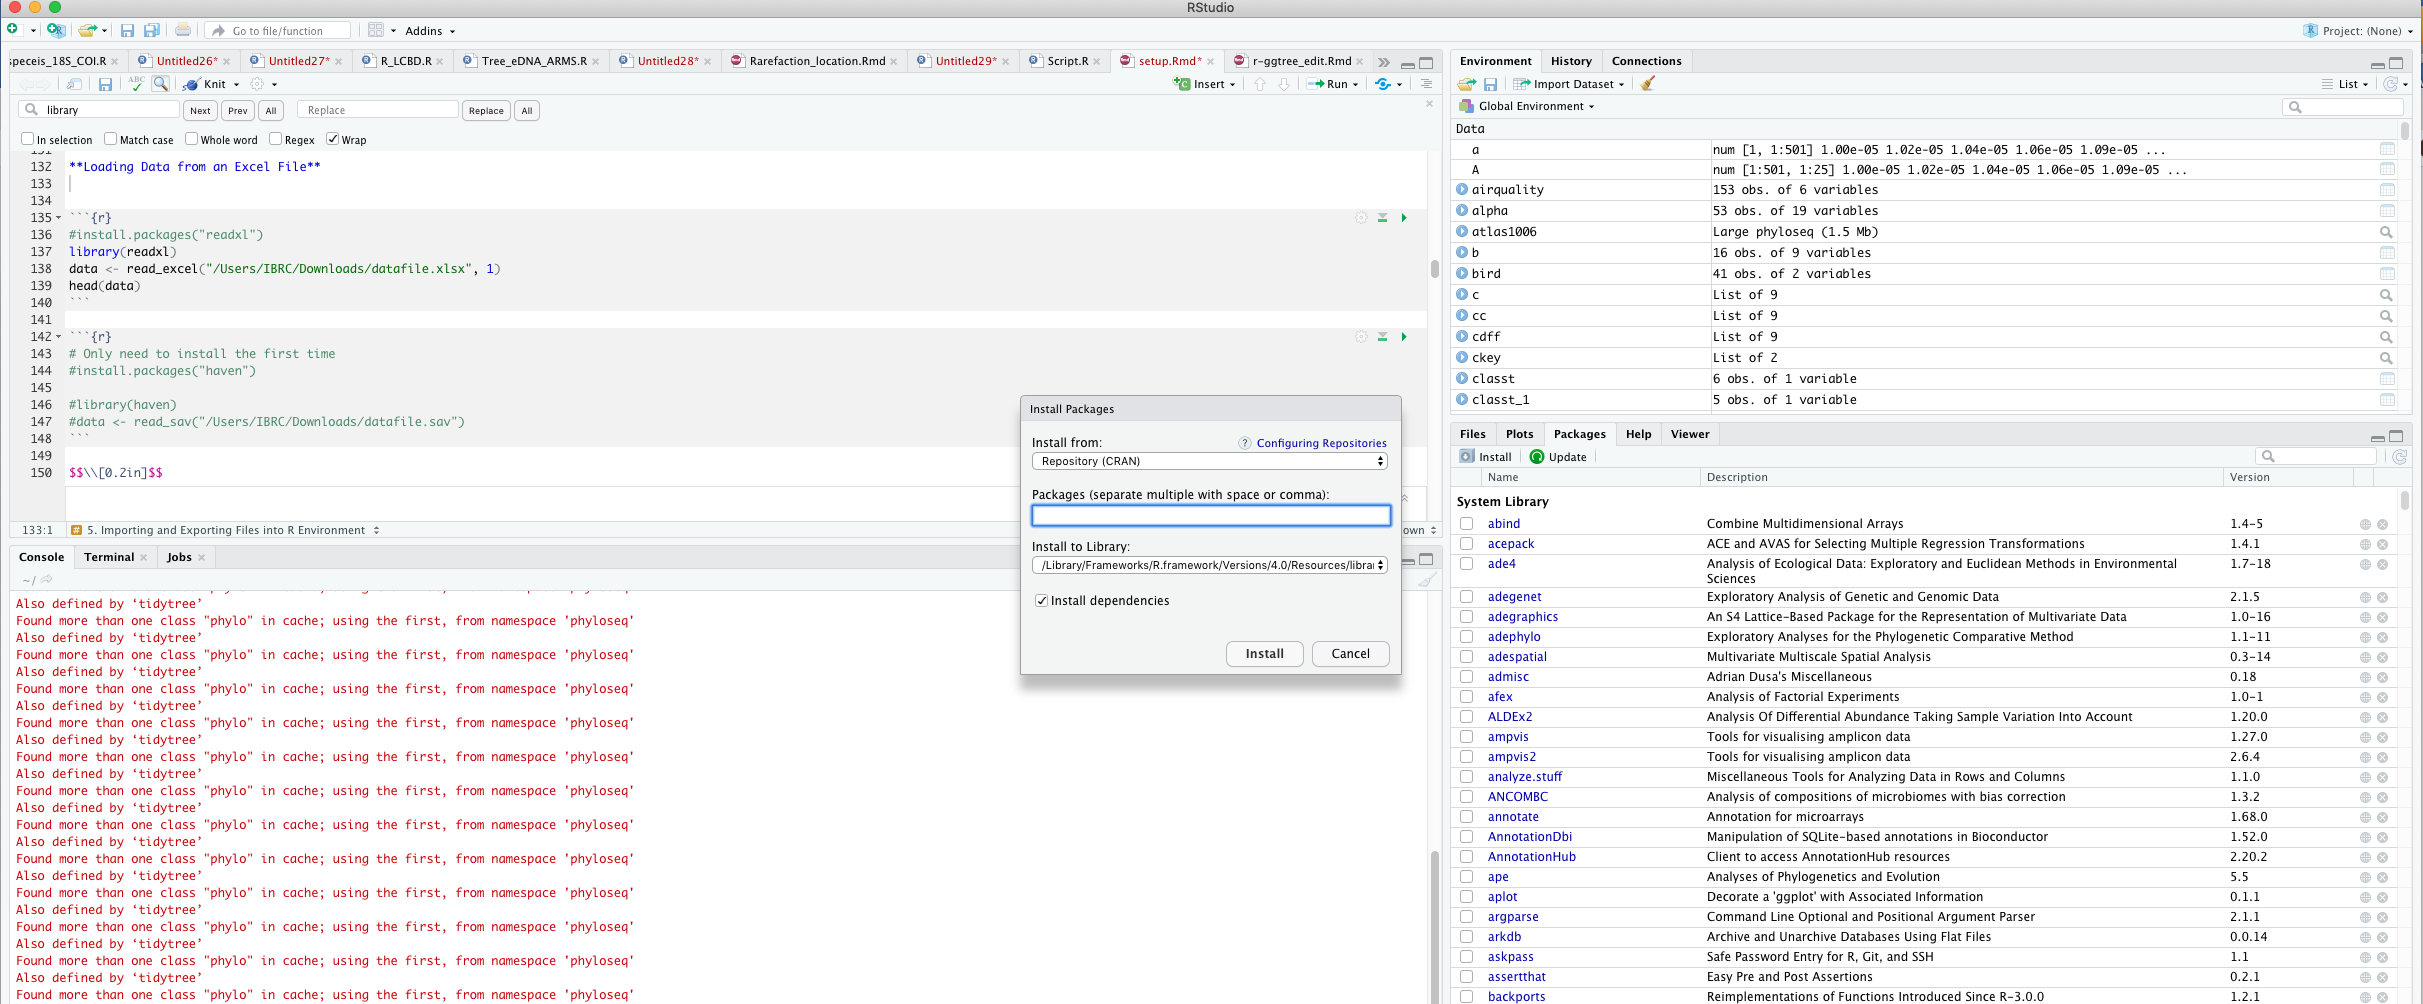 RStudio
Go to file/function
Addins
Project: (None)
speceis_18S_COI.R
Untitled26*
Untitled27*
R_LCBD.R
Tree_eDNA_ARMS.R
Untitled28*
Rarefaction_location.Rmd
Untitled29*
Script.R
setup.Rmd*
r-ggtree_edit.Rmd
ABC
Knit
Insert
Run
library
Next
Prev
All
Replace
Replace
All
In selection
Match case
Whole word
Regex
Wrap
131
132 **Loading Data from an Excel File**
133
134
135 ```{r}
136 #install.packages("readxl")
137 library(readxl)
138 data <- read_excel("/Users/IBRC/Downloads/datafile.xlsx", 1)
139 head(data)
140 ```
141
142 ```{r}
143 # Only need to install the first time
144 #install.packages("haven")
145
146 #library(haven)
147 #data <- read_sav("/Users/IBRC/Downloads/datafile.sav")
148 ```
149
150 $$\\[0.2in]$$
133:1
# 5. Importing and Exporting Files into R Environment
own
Console
Terminal
Jobs
~/
Also defined by ‘tidytree’
Found more than one class "phylo" in cache; using the first, from namespace 'phyloseq'
Also defined by ‘tidytree’
Found more than one class "phylo" in cache; using the first, from namespace 'phyloseq'
Also defined by ‘tidytree’
Found more than one class "phylo" in cache; using the first, from namespace 'phyloseq'
Also defined by ‘tidytree’
Found more than one class "phylo" in cache; using the first, from namespace 'phyloseq'
Also defined by ‘tidytree’
Found more than one class "phylo" in cache; using the first, from namespace 'phyloseq'
Also defined by ‘tidytree’
Found more than one class "phylo" in cache; using the first, from namespace 'phyloseq'
Also defined by ‘tidytree’
Found more than one class "phylo" in cache; using the first, from namespace 'phyloseq'
Also defined by ‘tidytree’
Found more than one class "phylo" in cache; using the first, from namespace 'phyloseq'
Also defined by ‘tidytree’
Found more than one class "phylo" in cache; using the first, from namespace 'phyloseq'
Also defined by ‘tidytree’
Found more than one class "phylo" in cache; using the first, from namespace 'phyloseq'
Also defined by ‘tidytree’
Found more than one class "phylo" in cache; using the first, from namespace 'phyloseq'
Also defined by ‘tidytree’
Found more than one class "phylo" in cache; using the first, from namespace 'phyloseq'
Install Packages
Install from:
? Configuring Repositories
Repository (CRAN)
Packages (separate multiple with space or comma):
Install to Library:
/Library/Frameworks/R.framework/Versions/4.0/Resources/librar
Install dependencies
Install
Cancel
Environment
History
Connections
Import Dataset
List
Global Environment
Data
a num [1, 1:501] 1.00e-05 1.02e-05 1.04e-05 1.06e-05 1.09e-05 ...
A num [1:501, 1:25] 1.00e-05 1.02e-05 1.04e-05 1.06e-05 1.09e-05 ...
airquality 153 obs. of 6 variables
alpha 53 obs. of 19 variables
atlas1006 Large phyloseq (1.5 Mb)
b 16 obs. of 9 variables
bird 41 obs. of 2 variables
c List of 9
cc List of 9
cdff List of 9
ckey List of 2
classt 6 obs. of 1 variable
classt_1 5 obs. of 1 variable
Files
Plots
Packages
Help
Viewer
Install
Update
Name Description Version
System Library
abind Combine Multidimensional Arrays 1.4-5
acepack ACE and AVAS for Selecting Multiple Regression Transformations 1.4.1
ade4 Analysis of Ecological Data: Exploratory and Euclidean Methods in Environmental 1.7-18
Sciences
adegenet Exploratory Analysis of Genetic and Genomic Data 2.1.5
adegraphics An S4 Lattice-Based Package for the Representation of Multivariate Data 1.0-16
adephylo Exploratory Analyses for the Phylogenetic Comparative Method 1.1-11
adespatial Multivariate Multiscale Spatial Analysis 0.3-14
admisc Adrian Dusa's Miscellaneous 0.18
afex Analysis of Factorial Experiments 1.0-1
ALDEx2 Analysis Of Differential Abundance Taking Sample Variation Into Account 1.20.0
ampvis Tools for visualising amplicon data 1.27.0
ampvis2 Tools for visualising amplicon data 2.6.4
analyze.stuff Miscellaneous Tools for Analyzing Data in Rows and Columns 1.1.0
ANCOMBC Analysis of compositions of microbiomes with bias correction 1.3.2
annotate Annotation for microarrays 1.68.0
AnnotationDbi Manipulation of SQLite-based annotations in Bioconductor 1.52.0
AnnotationHub Client to access AnnotationHub resources 2.20.2
ape Analyses of Phylogenetics and Evolution 5.5
aplot Decorate a 'ggplot' with Associated Information 0.1.1
argparse Command Line Optional and Positional Argument Parser 2.1.1
arkdb Archive and Unarchive Databases Using Flat Files 0.0.14
askpass Safe Password Entry for R, Git, and SSH 1.1
assertthat Easy Pre and Post Assertions 0.2.1
backports Reimplementations of Functions Introduced Since R-3.0.0 1.2.1